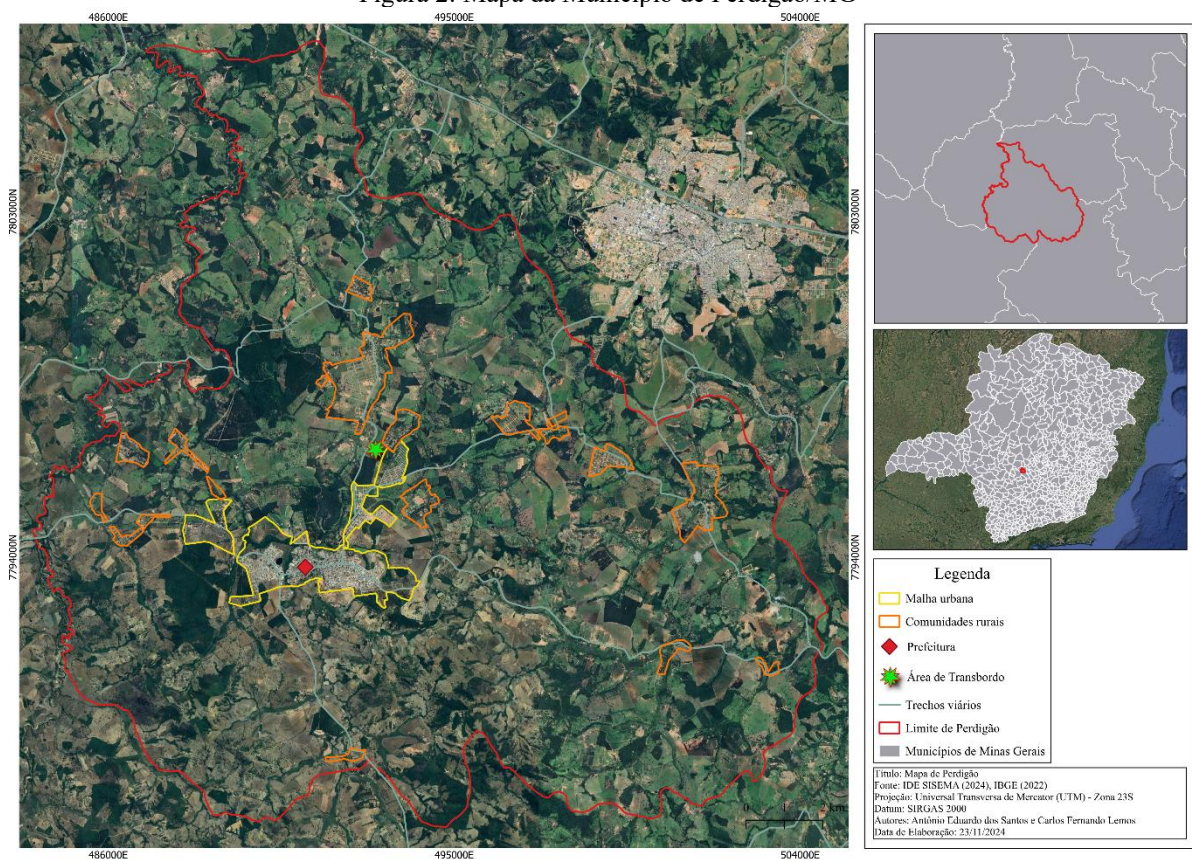 Figura 2: Mapa da Município de Perdigão/MG
486000E 495000E 504000E
7803000N 7803000N
7794000N 7794000N
486000E 495000E 504000E
0 1 2 km
Legenda
Malha urbana
Comunidades rurais
Prefeitura
Área de Transbordo
Trechos viários
Limite de Perdigão
Municípios de Minas Gerais
Título: Mapa de Perdigão
Fonte: IDE SISEMA (2024), IBGE (2022)
Projeção: Universal Transversa de Mercator (UTM) - Zona 23S
Datum: SIRGAS 2000
Autores: Antônio Eduardo dos Santos e Carlos Fernando Lemos
Data de Elaboração: 23/11/2024